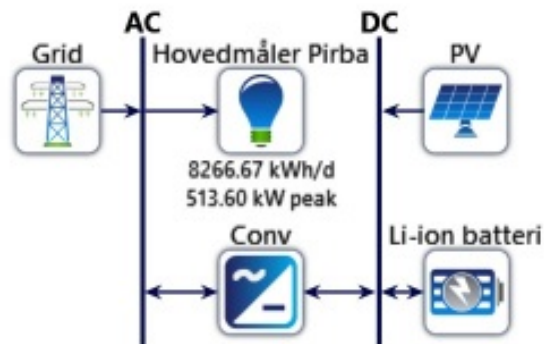 AC DC
Grid Hovedmåler Pirba PV
8266.67 kWh/d
513.60 kW peak
Conv Li-ion batteri